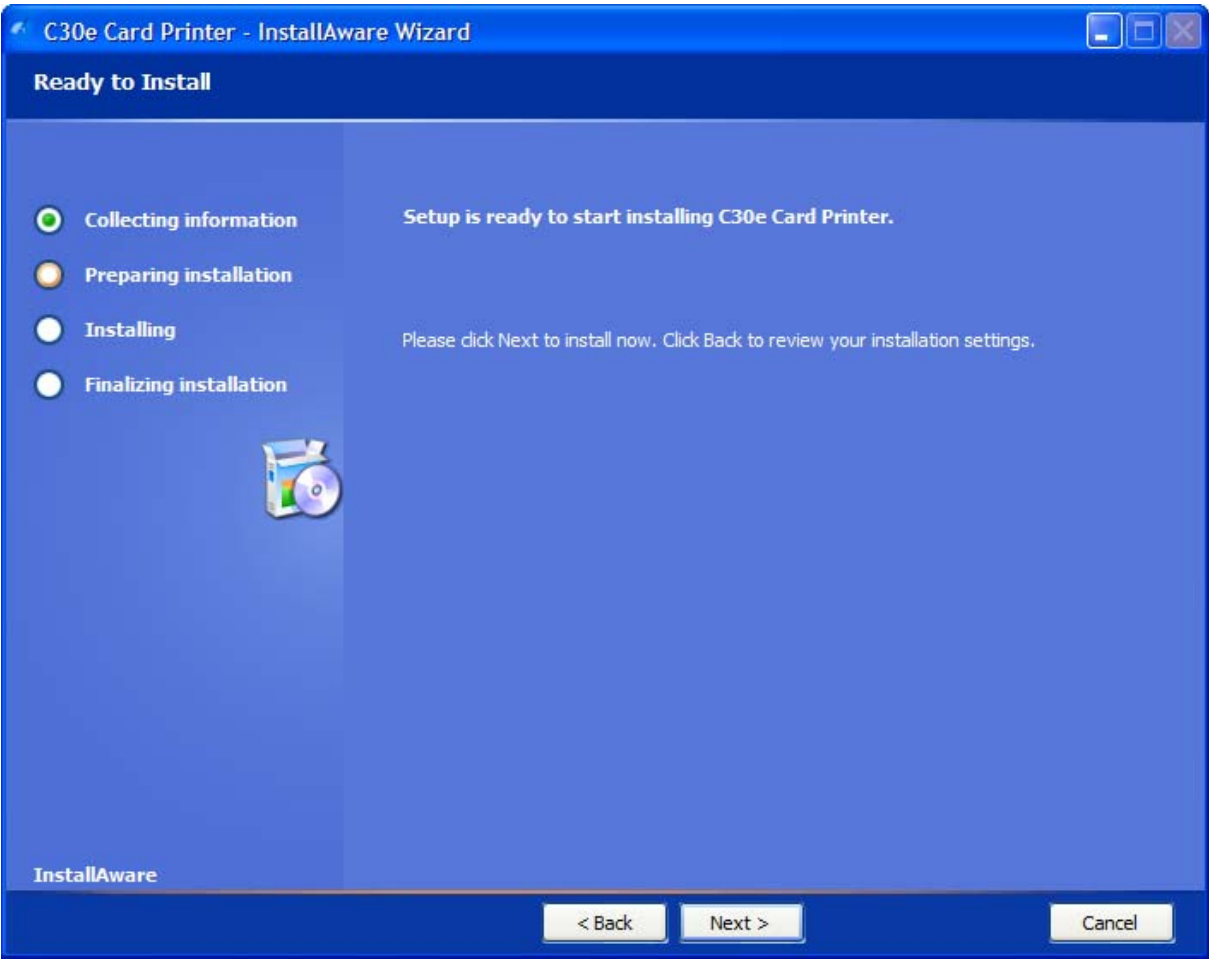 C30e Card Printer - InstallAware Wizard
Ready to Install
Collecting information
Preparing installation
Installing
Finalizing installation
Setup is ready to start installing C30e Card Printer.
Please click Next to install now. Click Back to review your installation settings.
InstallAware
< Back
Next >
Cancel